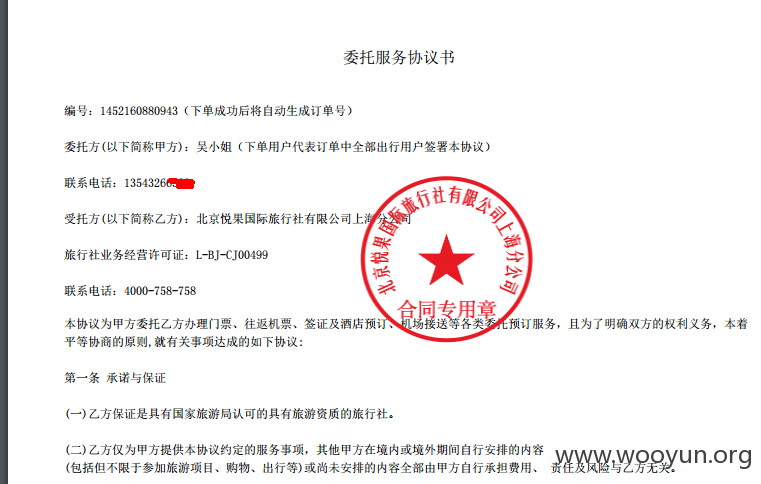 委托服务协议书
编号：1452160880943（下单成功后将自动生成订单号）
委托方(以下简称甲方)：吴小姐（下单用户代表订单中全部出行用户签署本协议）
联系电话：13543266
受托方(以下简称乙方)：北京悦果国际旅行社有限公司上海分公司
旅行社业务经营许可证：L-BJ-CJ00499
联系电话：4000-758-758
北京悦果国际旅行社有限公司上海分公司
合同专用章
本协议为甲方委托乙方办理门票、往返机票、签证及酒店预订、机场接送等各类委托预订服务，且为了明确双方的权利义务，本着
平等协商的原则,就有关事项达成的如下协议:
第一条 承诺与保证
(一)乙方保证是具有国家旅游局认可的具有旅游资质的旅行社。
(二)乙方仅为甲方提供本协议约定的服务事项，其他甲方在境内或境外期间自行安排的内容
(包括但不限于参加旅游项目、购物、出行等)或尚未安排的内容全部由甲方自行承担费用、 责任及风险与乙方无关。
www.wooyun.org